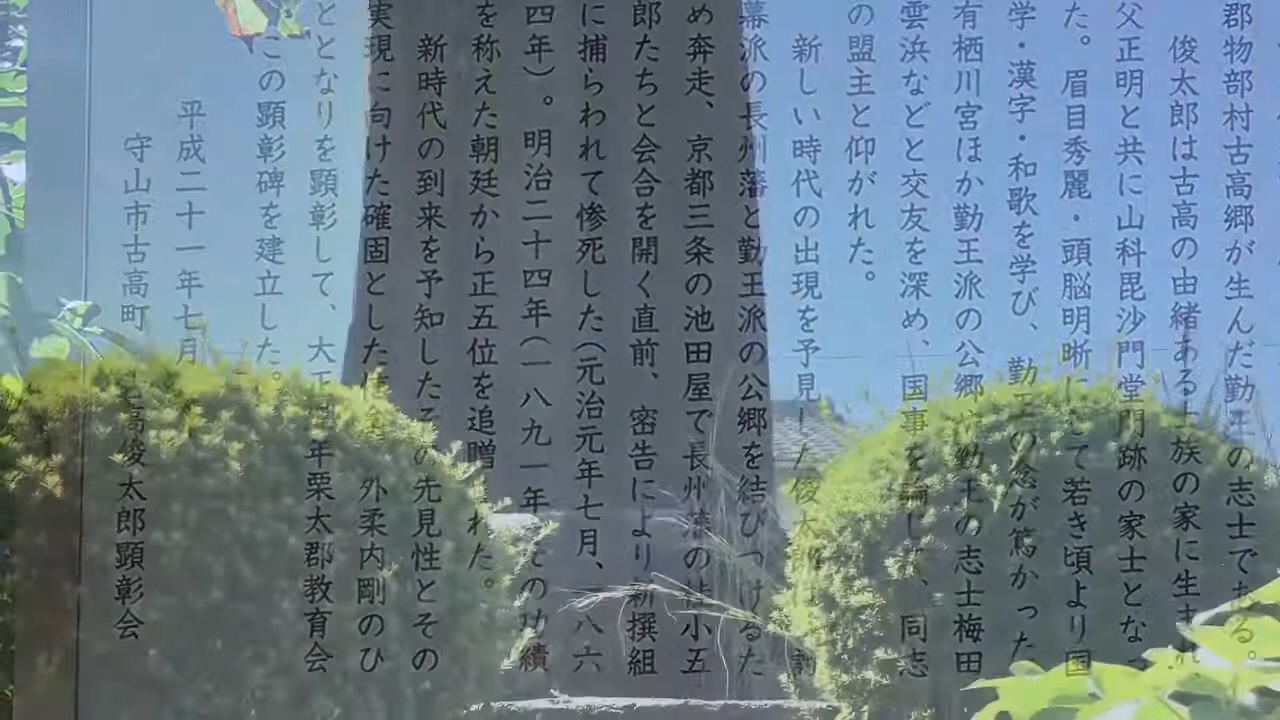 郡物部村古高郷が生んだ勤王の志士である。
俊太郎は古高の由緒ある士族の家に生まれ
父正明と共に山科毘沙門堂門跡の家士となっ
た。眉目秀麗・頭脳明晰にして若き頃より国
学・漢字・和歌を学び、勤王の念が篤かった
有栖川宮ほか勤王派の公卿や勤王の志士梅田
雲浜などと交友を深め、国事を論じ、同志
の盟主と仰がれた。
新しい時代の出現を予見した俊太郎 討
幕派の長州藩と勤王派の公卿を結びつけるた
め奔走、京都三条の池田屋で長州藩の桂小五
郎たちと会合を開く直前、密告により新撰組
に捕らわれて惨死した(元治元年七月、一八六
四年)。明治二十四年(一八九一年 その功績
を称えた朝廷から正五位を追贈 れた。
新時代の到来を予知したその先見性とその
実現に向けた確固とした 外柔内剛のひ
ととなりを顕彰して、大正 年栗太郡教育会
この顕彰碑を建立した。
平成二十一年七月
守山市古高町 高俊太郎顕彰会